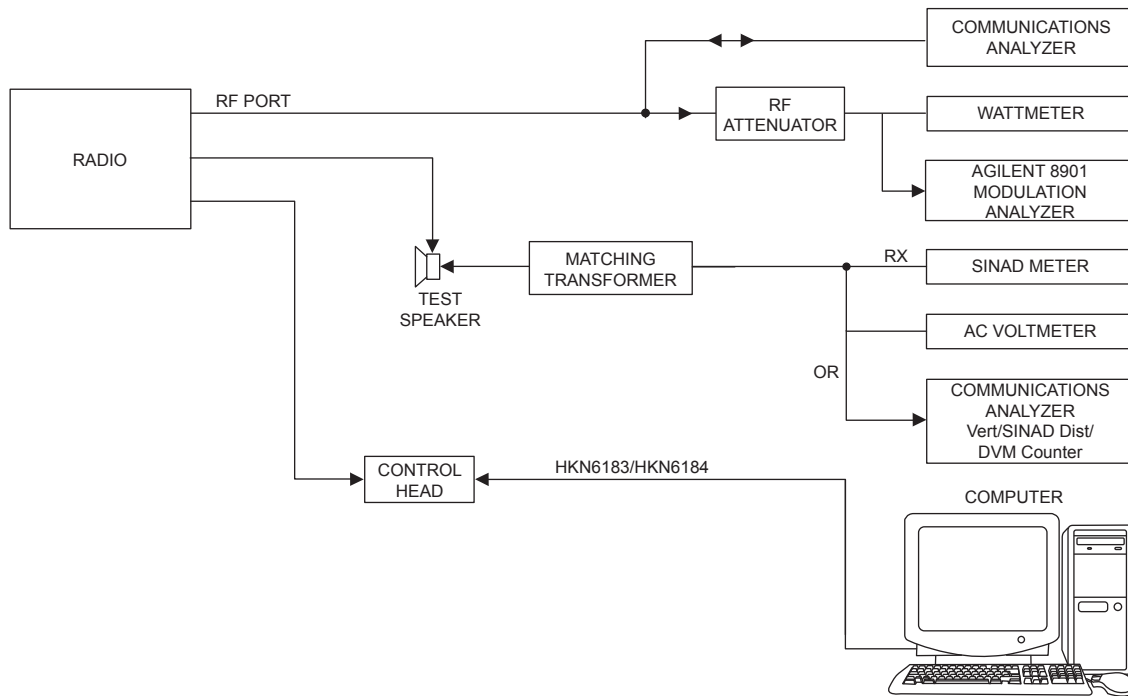 COMMUNICATIONS
ANALYZER
RF PORT
RF
ATTENUATOR
WATTMETER
RADIO
AGILENT 8901
MODULATION
ANALYZER
MATCHING
TRANSFORMER
RX
SINAD METER
TEST
SPEAKER
AC VOLTMETER
OR
COMMUNICATIONS
ANALYZER
Vert/SINAD Dist/
DVM Counter
CONTROL
HEAD
HKN6183/HKN6184
COMPUTER